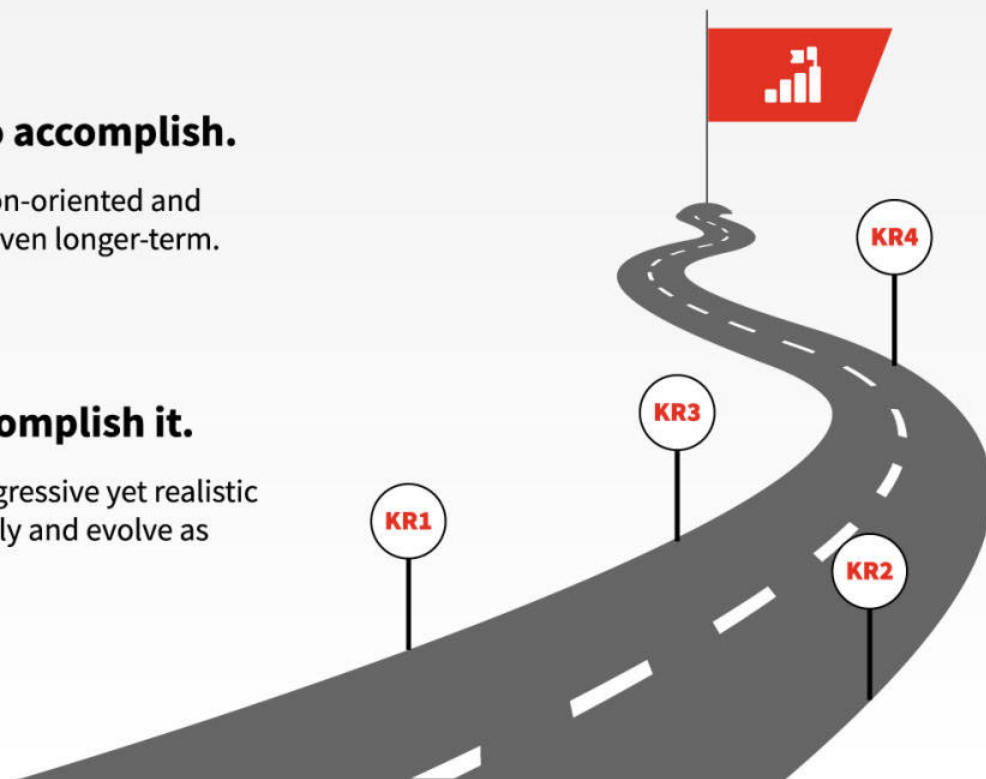 accomplish.
on-oriented and
ven longer-term.
omplish it.
gressive yet realistic
ly and evolve as
KR4
KR3
KR1
KR2